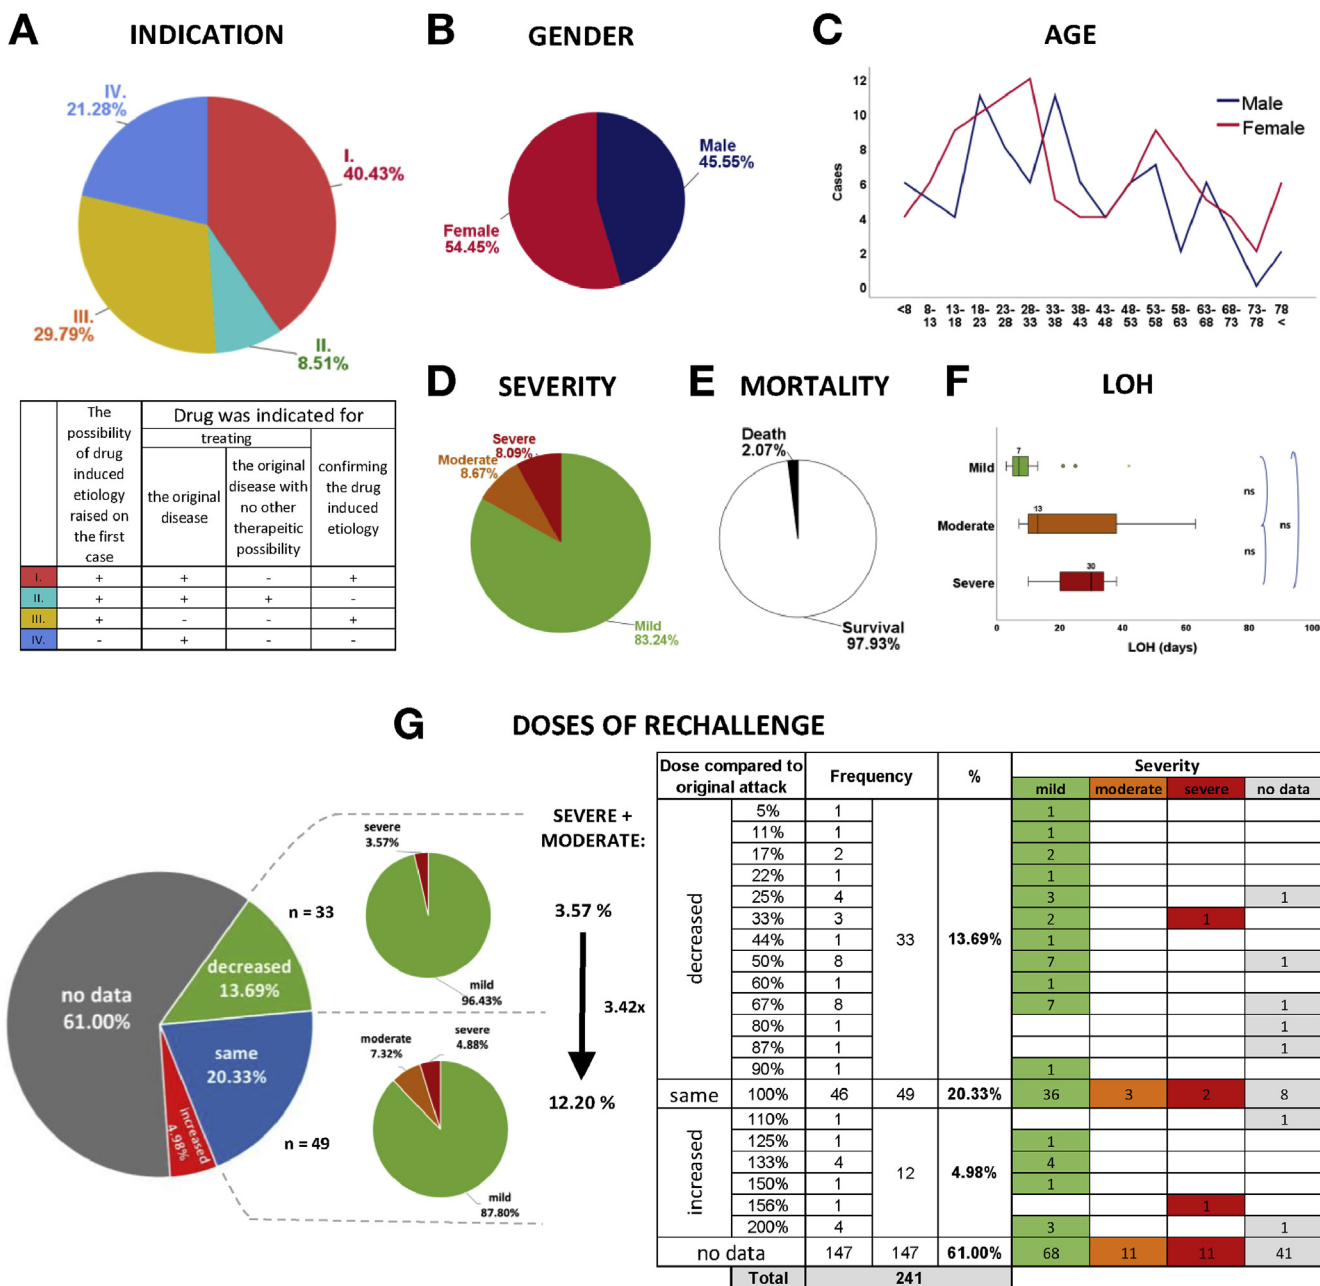 A INDICATION
IV.
21.28%
I.
40.43%
III.
29.79%
II.
8.51%
B GENDER
Male
45.55%
Female
54.45%
C AGE
Male
Female
Cases
12
10
8
6
4
2
0
<8 8- 13- 18- 23- 28- 33- 38- 43- 48- 53- 58- 63- 68- 73- 78
13 18 23 28 33 38 43 48 53 58 63 68 73 78 <
The possibility of drug induced etiology raised on the first case
Drug was indicated for
treating
the original disease
the original disease with no other therapeitic possibility
confirming the drug induced etiology
I. + + - +
II. + + + -
III. + - - +
IV. - + - -
D SEVERITY
Severe
8.09%
Moderate
8.67%
Mild
83.24%
E MORTALITY
Death
2.07%
Survival
97.93%
F LOH
Mild
7
Moderate
13
Severe
30
ns
ns
ns
0 20 40 60 80 100
LOH (days)
G DOSES OF RECHALLENGE
no data
61.00%
decreased
13.69%
same
20.33%
increased
4.98%
n = 33
n = 49
severe
3.57%
mild
96.43%
moderate
7.32%
severe
4.88%
mild
87.80%
SEVERE +
MODERATE:
3.57 %
3.42x
12.20 %
Dose compared to original attack
Frequency
%
Severity
mild moderate severe no data
decreased
5% 1 1
11% 1 1
17% 2 2
22% 1 1
25% 4 3 1
33% 3 2 1
44% 1 33 13.69% 1
50% 8 7 1
60% 1 1
67% 8 7 1
80% 1 1
87% 1 1
90% 1 1
same 100% 46 49 20.33% 36 3 2 8
increased
110% 1 1
125% 1 1
133% 4 12 4.98% 4
150% 1 1
156% 1 1
200% 4 3 1
no data 147 147 61.00% 68 11 11 41
Total 241